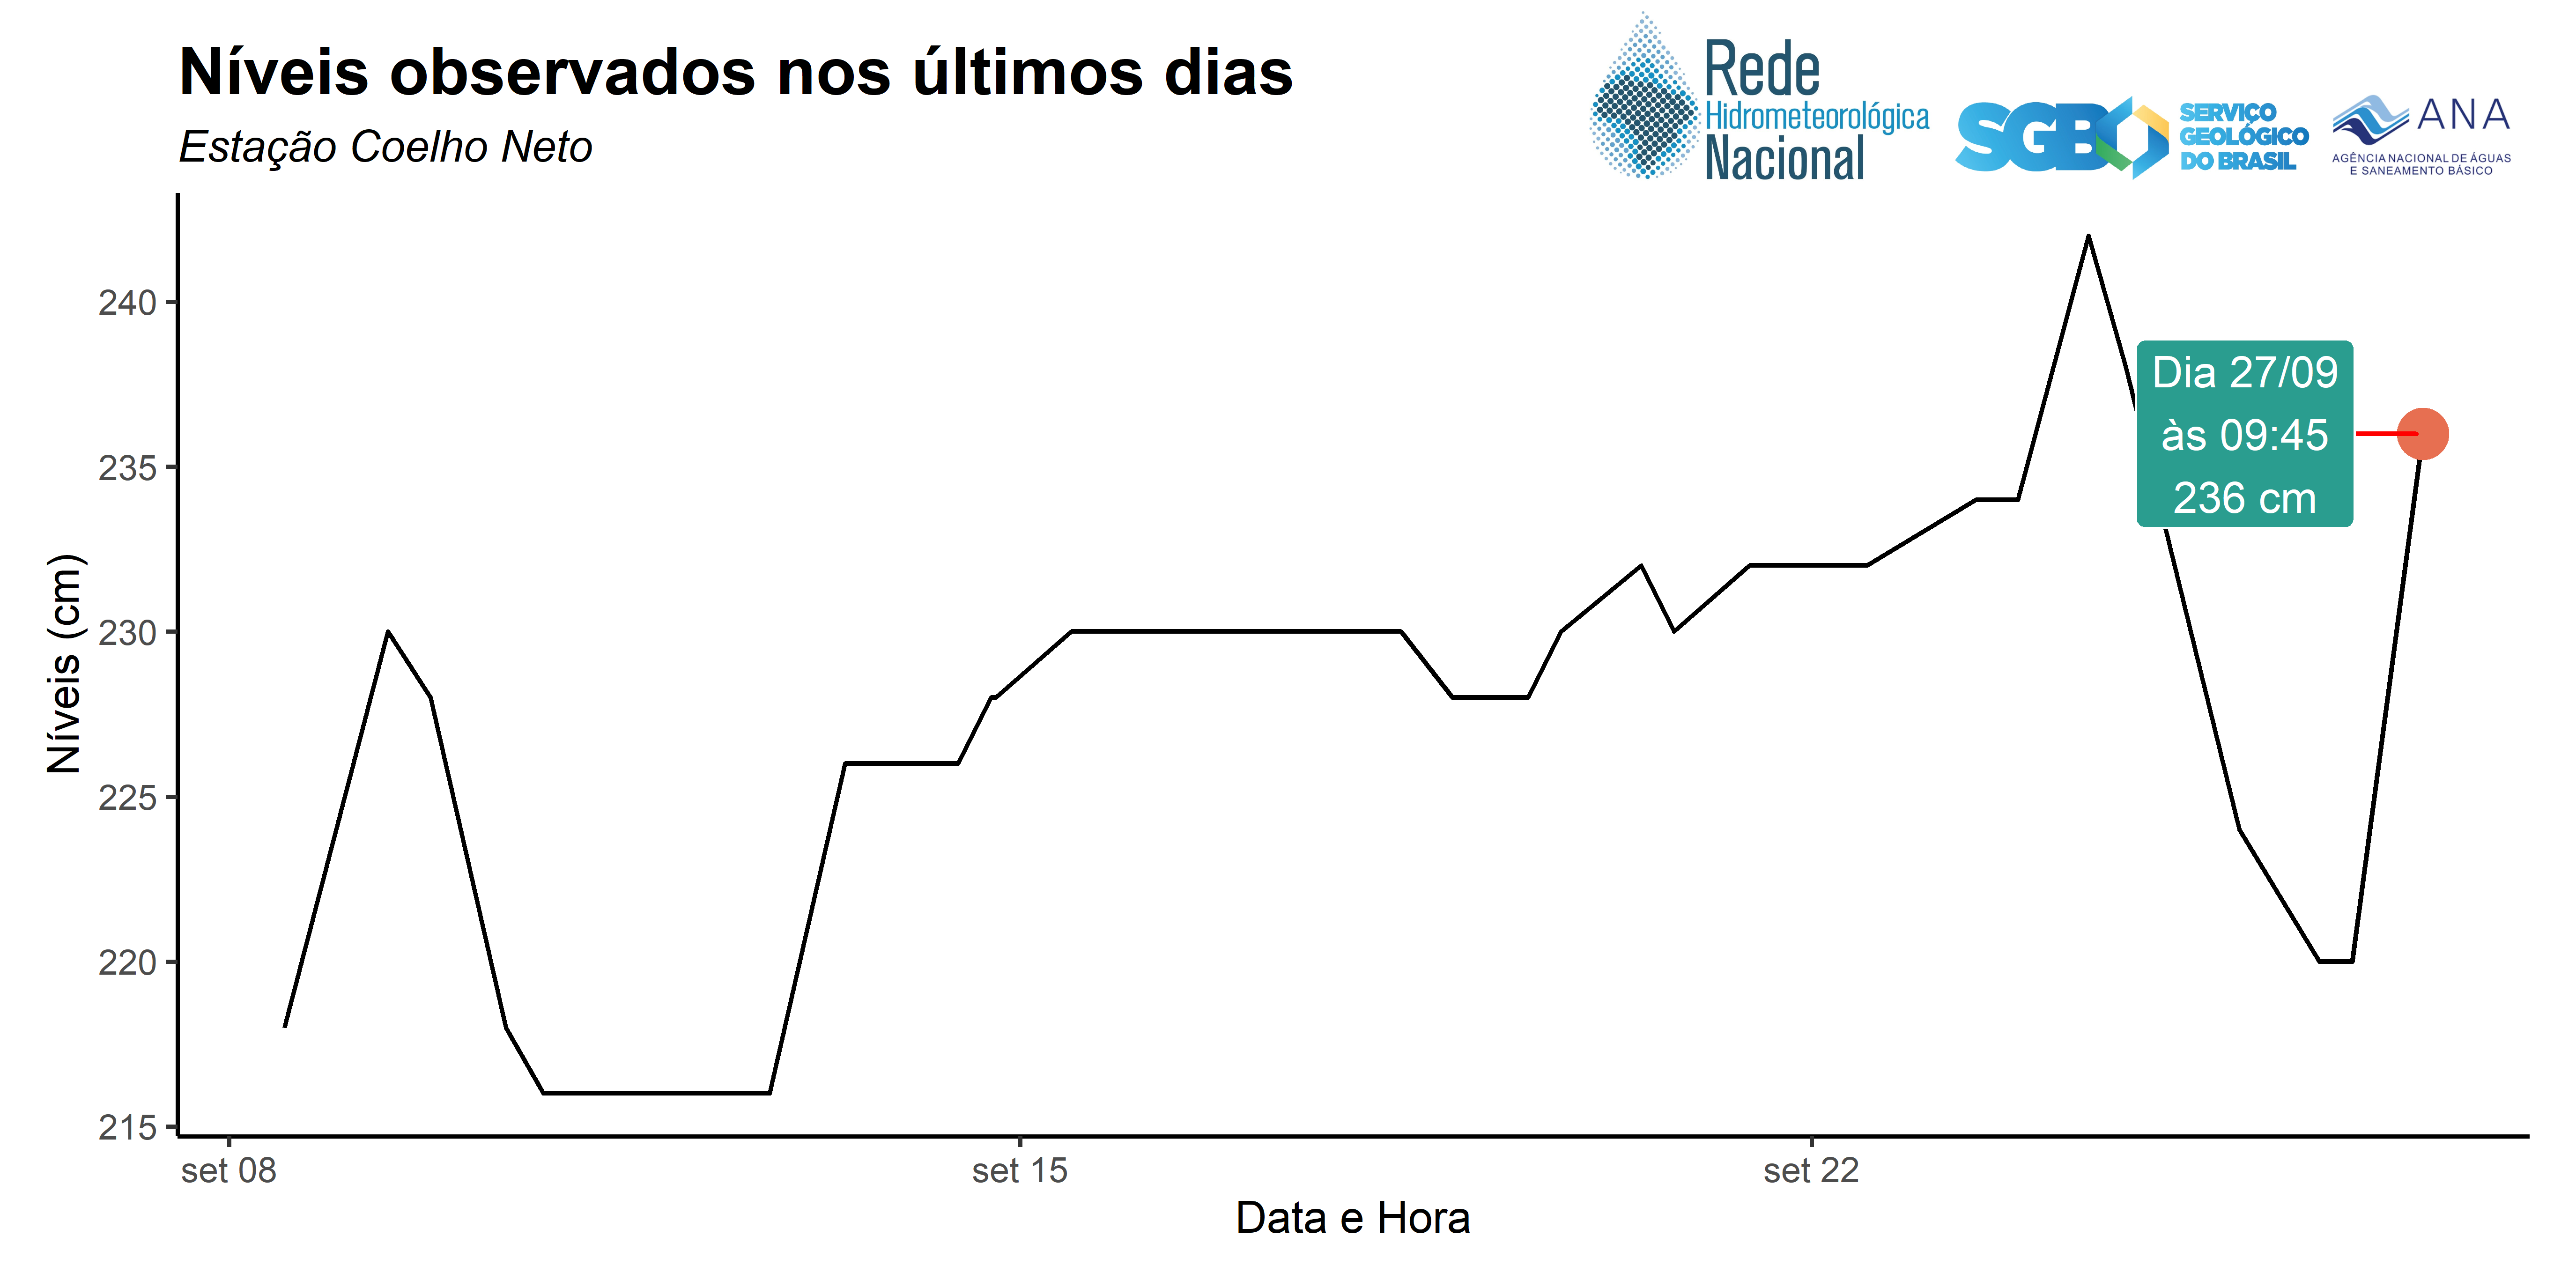 Níveis observados nos últimos dias
Estação Coelho Neto
Rede
Hidrometeorológica
Nacional
SGB
SERVIÇO
GEOLÓGICO
DO BRASIL
ANA
AGÊNCIA NACIONAL DE ÁGUAS
E SANEAMENTO BÁSICO
Níveis (cm)
240
235
230
225
220
215
Dia 27/09
às 09:45
236 cm
set 08
set 15
set 22
Data e Hora